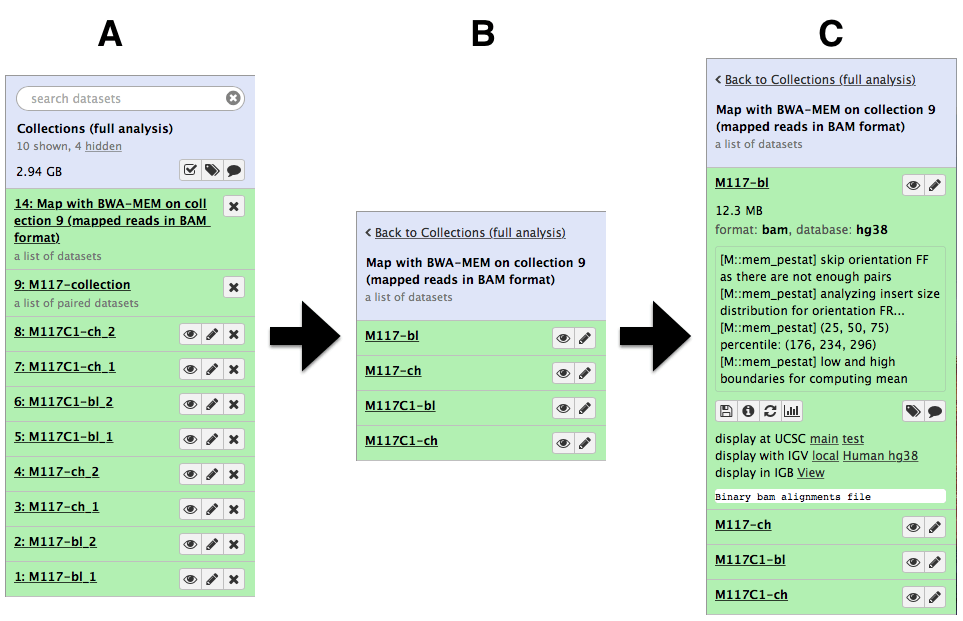 A
B
C
search datasets
Collections (full analysis)
10 shown, 4 hidden
2.94 GB
14: Map with BWA-MEM on coll
ection 9 (mapped reads in BAM
format)
a list of datasets
9: M117-collection
a list of paired datasets
8: M117C1-ch_2
7: M117C1-ch_1
6: M117C1-bl_2
5: M117C1-bl_1
4: M117-ch_2
3: M117-ch_1
2: M117-bl_2
1: M117-bl_1
Back to Collections (full analysis)
Map with BWA-MEM on collection 9
(mapped reads in BAM format)
a list of datasets
M117-bl
M117-ch
M117C1-bl
M117C1-ch
Back to Collections (full analysis)
Map with BWA-MEM on collection 9
(mapped reads in BAM format)
a list of datasets
M117-bl
12.3 MB
format: bam, database: hg38
[M::mem_pestat] skip orientation FF
as there are not enough pairs
[M::mem_pestat] analyzing insert size
distribution for orientation FR...
[M::mem_pestat] (25, 50, 75)
percentile: (176, 234, 296)
[M::mem_pestat] low and high
boundaries for computing mean
display at UCSC main test
display with IGV local Human hg38
display in IGB View
Binary bam alignments file
M117-ch
M117C1-bl
M117C1-ch